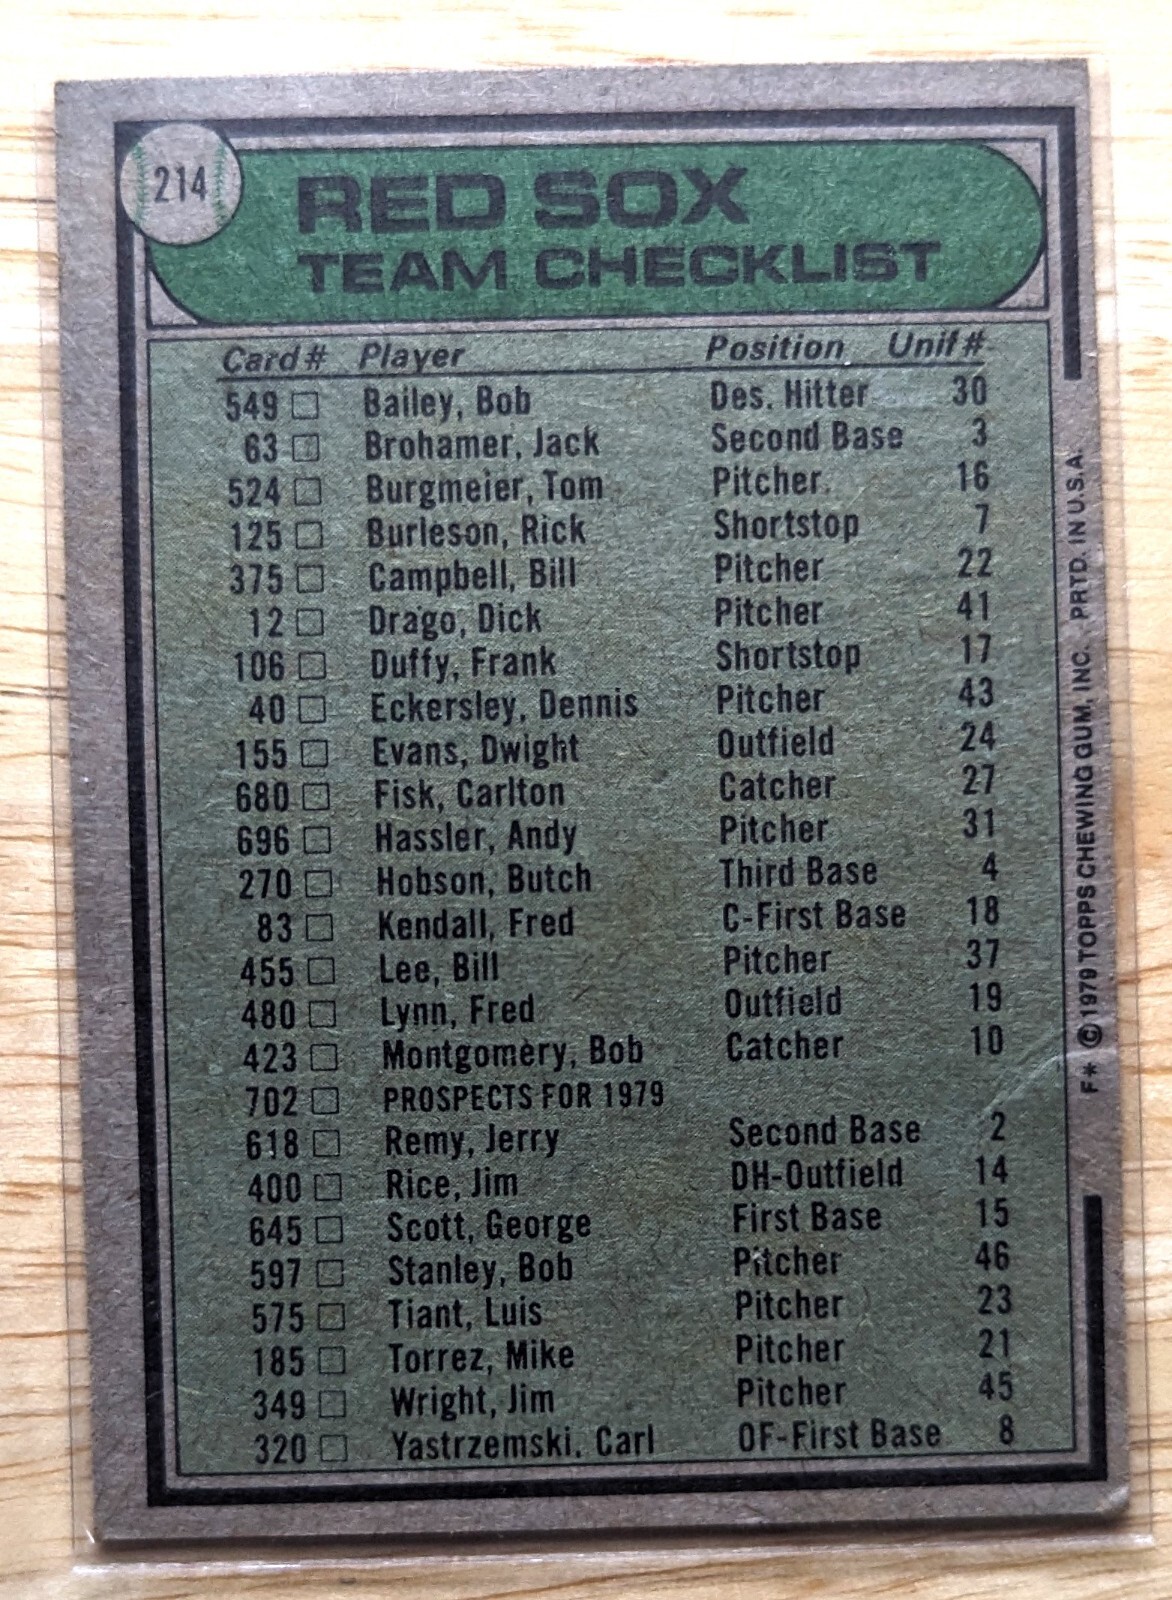 214
RED SOX
TEAM CHECKLIST
Card # Player Position Unif #
549 □ Bailey, Bob Des. Hitter 30
63 □ Brohamer, Jack Second Base 3
524 □ Burgmeier, Tom Pitcher 16
125 □ Burleson, Rick Shortstop 7
375 □ Campbell, Bill Pitcher 22
12 □ Drago, Dick Pitcher 41
106 □ Duffy, Frank Shortstop 17
40 □ Eckersley, Dennis Pitcher 43
155 □ Evans, Dwight Outfield 24
680 □ Fisk, Carlton Catcher 27
696 □ Hassler, Andy Pitcher 31
270 □ Hobson, Butch Third Base 4
83 □ Kendall, Fred C-First Base 18
455 □ Lee, Bill Pitcher 37
480 □ Lynn, Fred Outfield 19
423 □ Montgomery, Bob Catcher 10
702 □ PROSPECTS FOR 1979
618 □ Remy, Jerry Second Base 2
400 □ Rice, Jim DH-Outfield 14
645 □ Scott, George First Base 15
597 □ Stanley, Bob Pitcher 46
575 □ Tiant, Luis Pitcher 23
185 □ Torrez, Mike Pitcher 21
349 □ Wright, Jim Pitcher 45
320 □ Yastrzemski, Carl OF-First Base 8
F* © 1979 TOPPS CHEWING GUM, INC. PRTD. IN U.S.A.